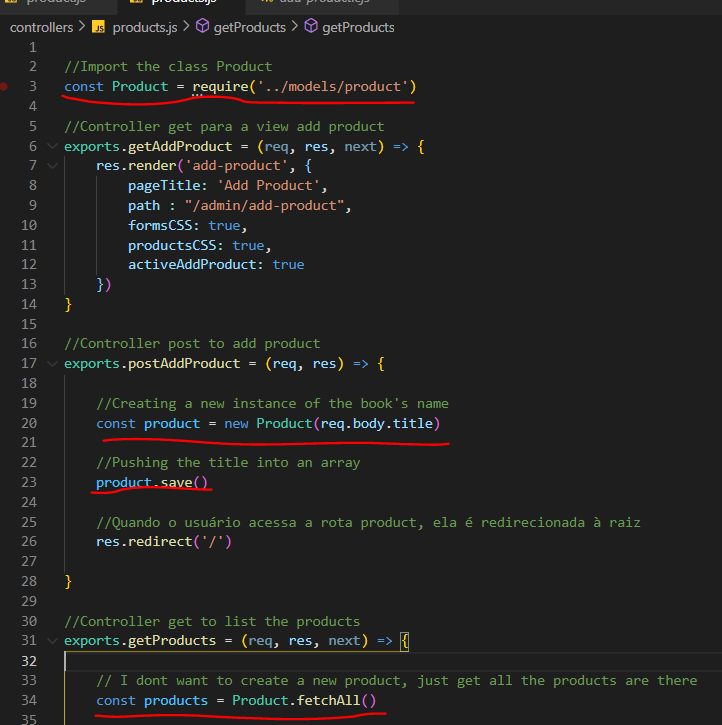 controllers > JS products.js > getProducts > getProducts
1
2 //Import the class Product
3 const Product = require('../models/product')
4
5 //Controller get para a view add product
6 exports.getAddProduct = (req, res, next) => {
7 res.render('add-product', {
8 pageTitle: 'Add Product',
9 path : "/admin/add-product",
10 formsCSS: true,
11 productsCSS: true,
12 activeAddProduct: true
13 })
14 }
15
16 //Controller post to add product
17 exports.postAddProduct = (req, res) => {
18
19 //Creating a new instance of the book's name
20 const product = new Product(req.body.title)
21
22 //Pushing the title into an array
23 product.save()
24
25 //Quando o usuário acessa a rota product, ela é redirecionada à raiz
26 res.redirect('/')
27
28 }
29
30 //Controller get to list the products
31 exports.getProducts = (req, res, next) => {
32
33 // I dont want to create a new product, just get all the products are there
34 const products = Product.fetchAll()
35